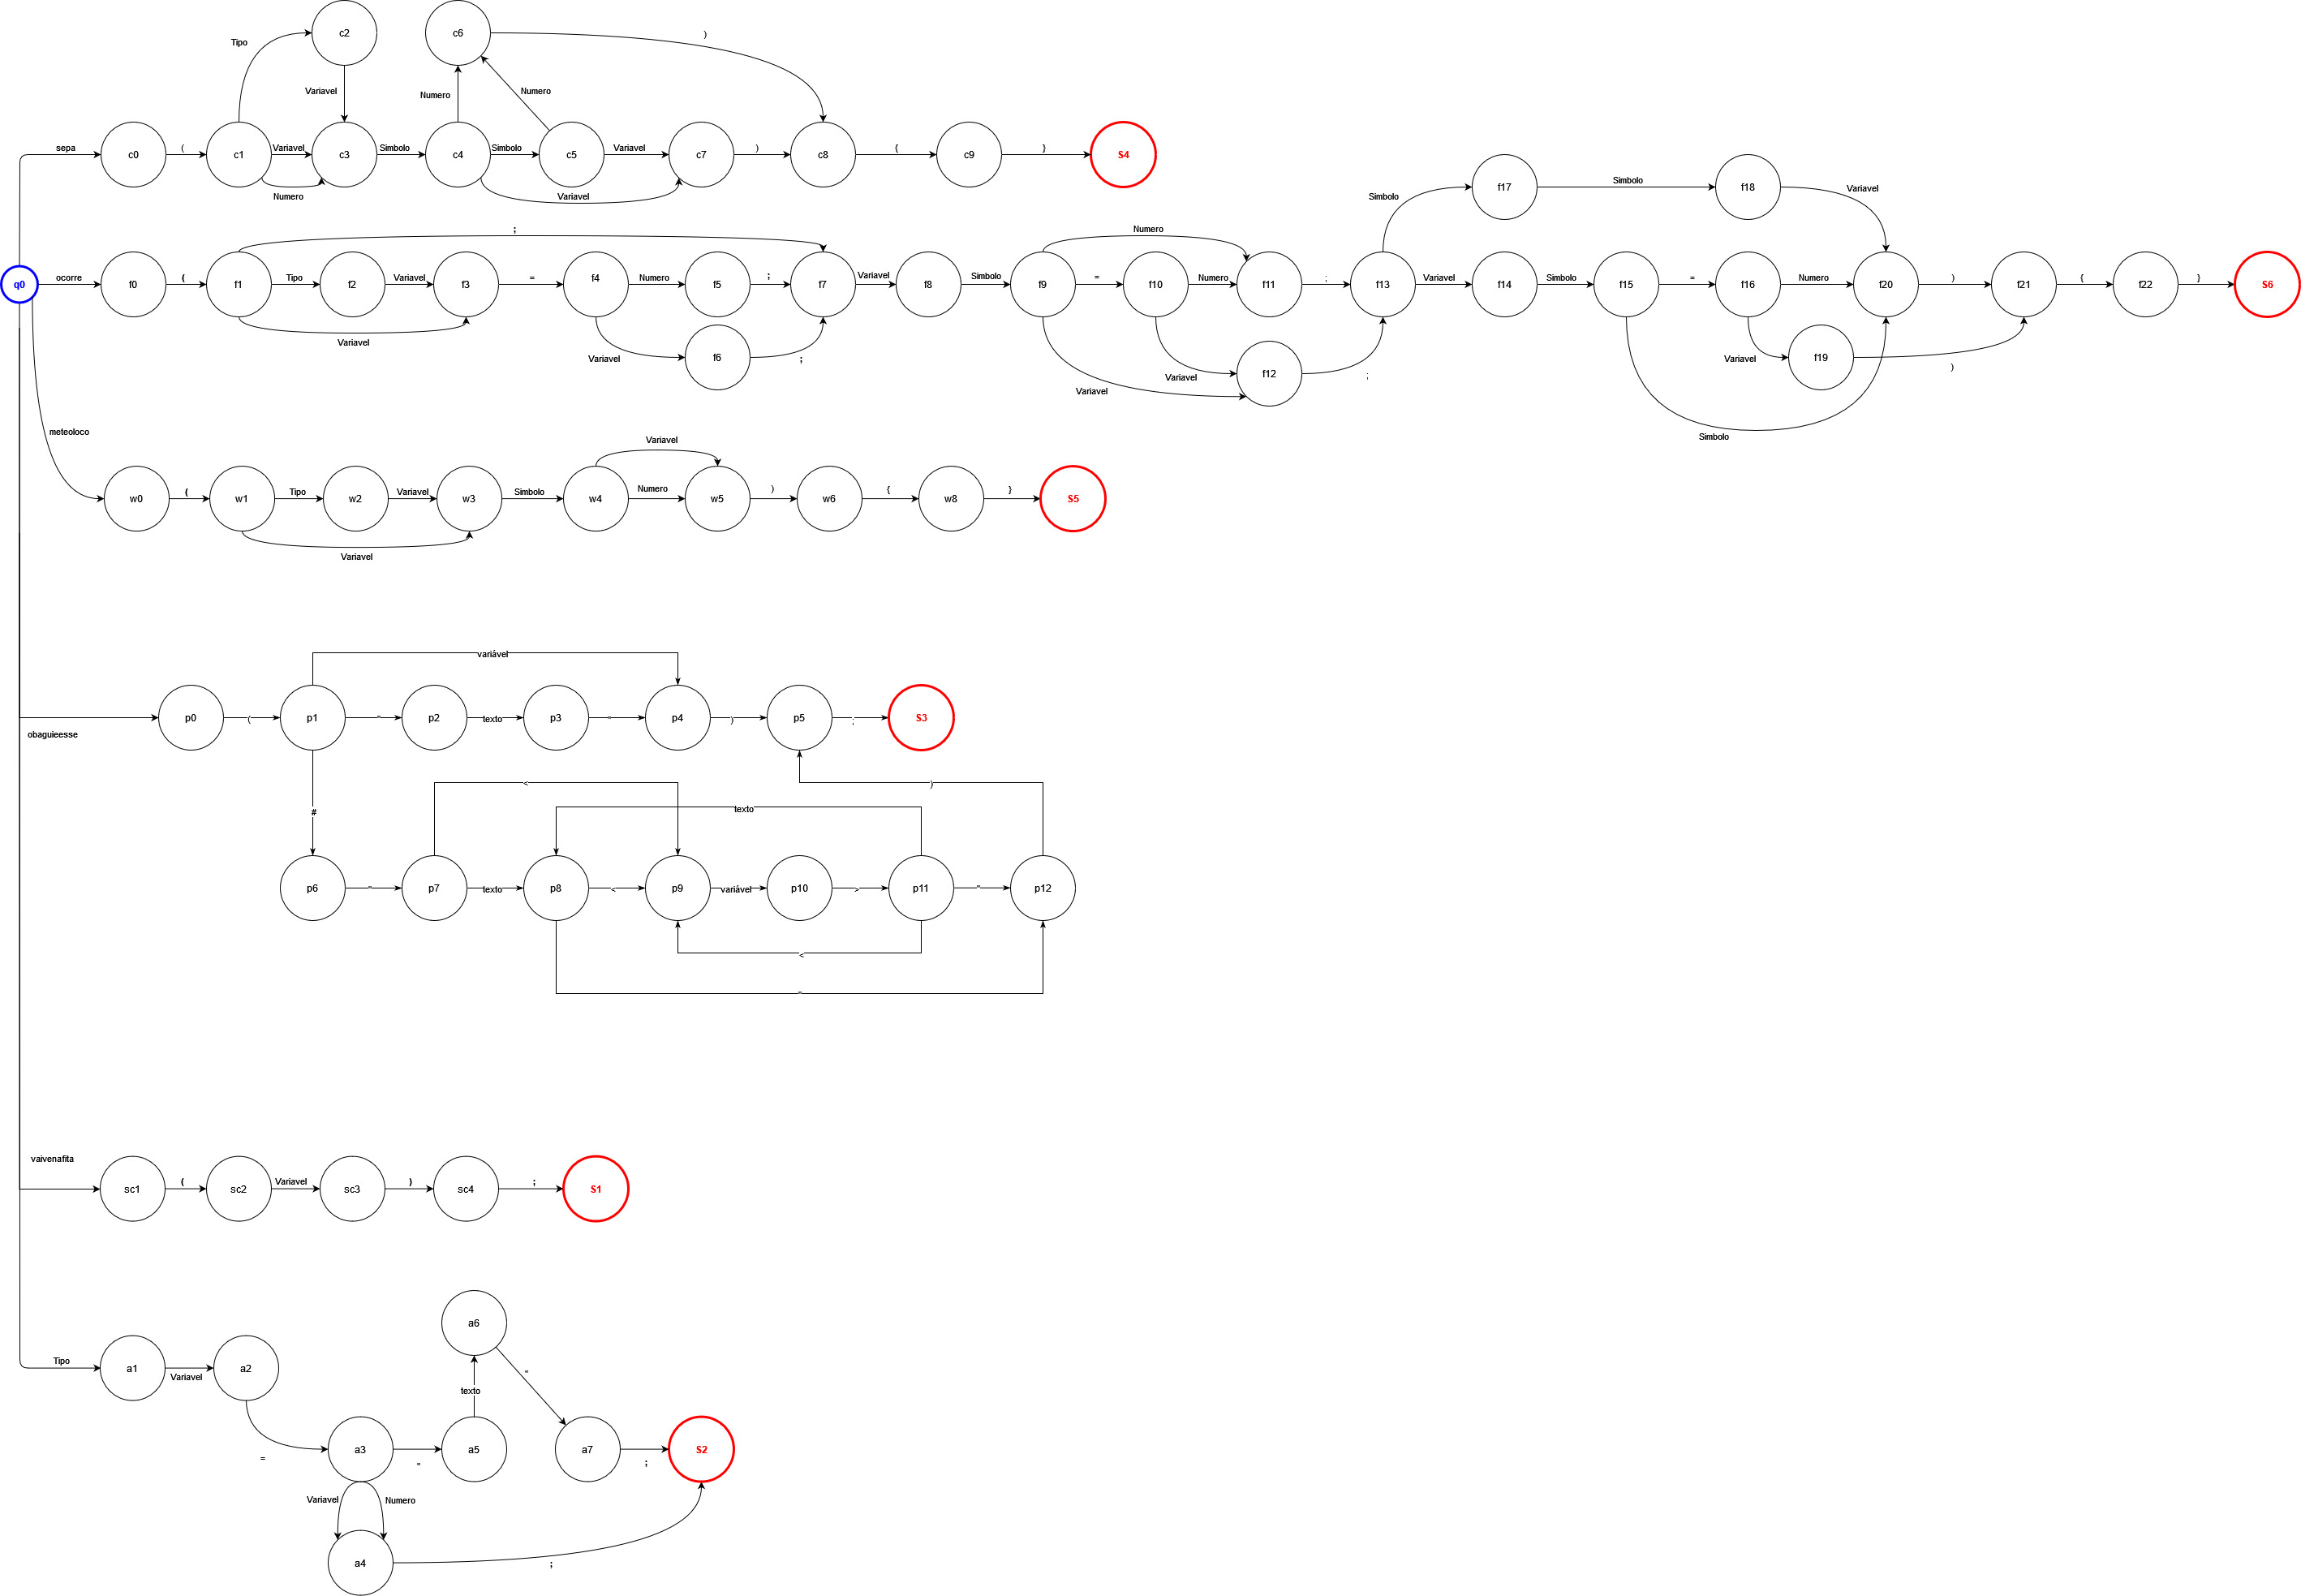 c2
c6
)
Tipo
Variavel
Numero
Numero
sepa
c0
(
c1
Variavel
c3
Simbolo
c4
Simbolo
c5
Variavel
c7
)
c8
{
c9
}
S4
Numero
Variavel
f17
Simbolo
f18
Simbolo
Variavel
;
Numero
q0
ocorre
f0
(
f1
Tipo
f2
Variavel
f3
=
f4
Numero
f5
;
f7
Variavel
f8
Simbolo
f9
=
f10
Numero
f11
;
f13
Variavel
f14
Simbolo
f15
=
f16
Numero
f20
)
f21
{
f22
}
S6
Variavel
Variavel
f6
;
Variavel
f12
;
Variavel
Variavel
f19
)
Simbolo
meteoloco
Variavel
w0
(
w1
Tipo
w2
Variavel
w3
Simbolo
w4
Numero
w5
)
w6
{
w8
}
S5
Variavel
variável
p0
(
p1
"
p2
texto
p3
"
p4
)
p5
;
S3
obaguieesse
<
)
#
texto
p6
"
p7
texto
p8
<
p9
variável
p10
>
p11
"
p12
<
"
vaivenafita
sc1
(
sc2
Variavel
sc3
)
sc4
;
S1
a6
Tipo
a1
Variavel
a2
"
texto
=
a3
"
a5
a7
;
S2
Variavel
Numero
a4
;